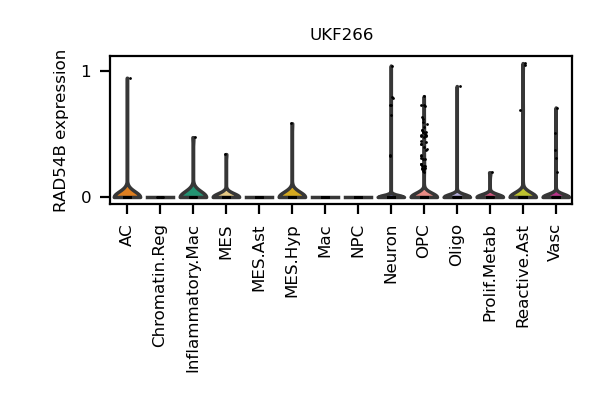 UKF266
RAD54B expression
1
0
AC
Chromatin.Reg
Inflammatory.Mac
MES
MES.Ast
MES.Hyp
Mac
NPC
Neuron
OPC
Oligo
Prolif.Metab
Reactive.Ast
Vasc